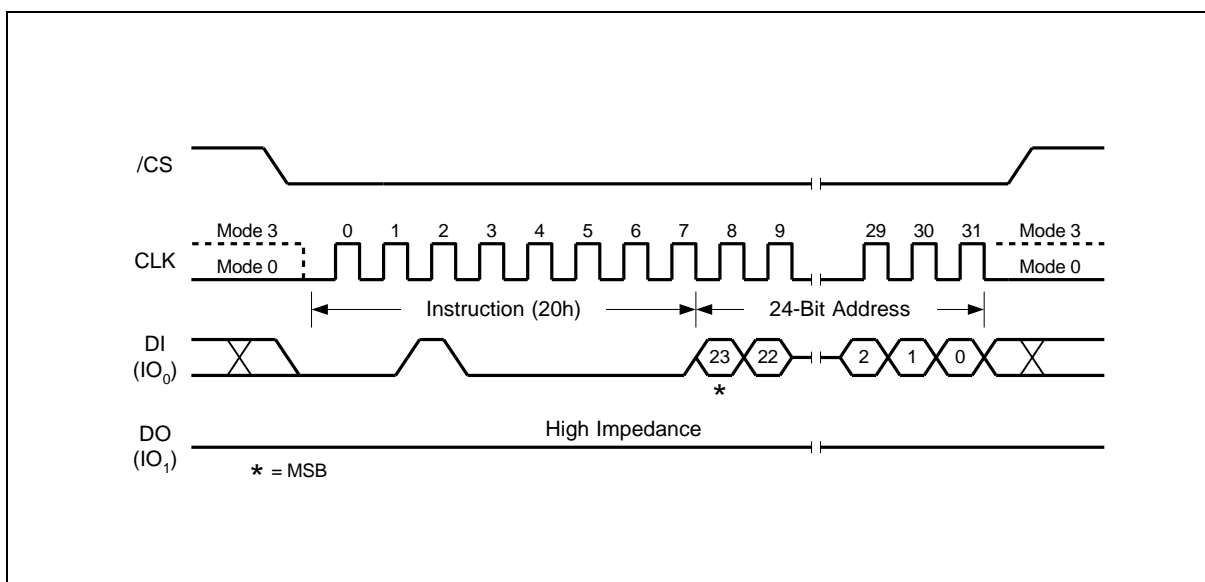 /CS
Mode 3
0 1 2 3 4 5 6 7 8 9 29 30 31
Mode 3
CLK
Mode 0
Mode 0
Instruction (20h)
24-Bit Address
DI
(IO0)
23 22 2 1 0
*
DO
(IO1)
High Impedance
* = MSB